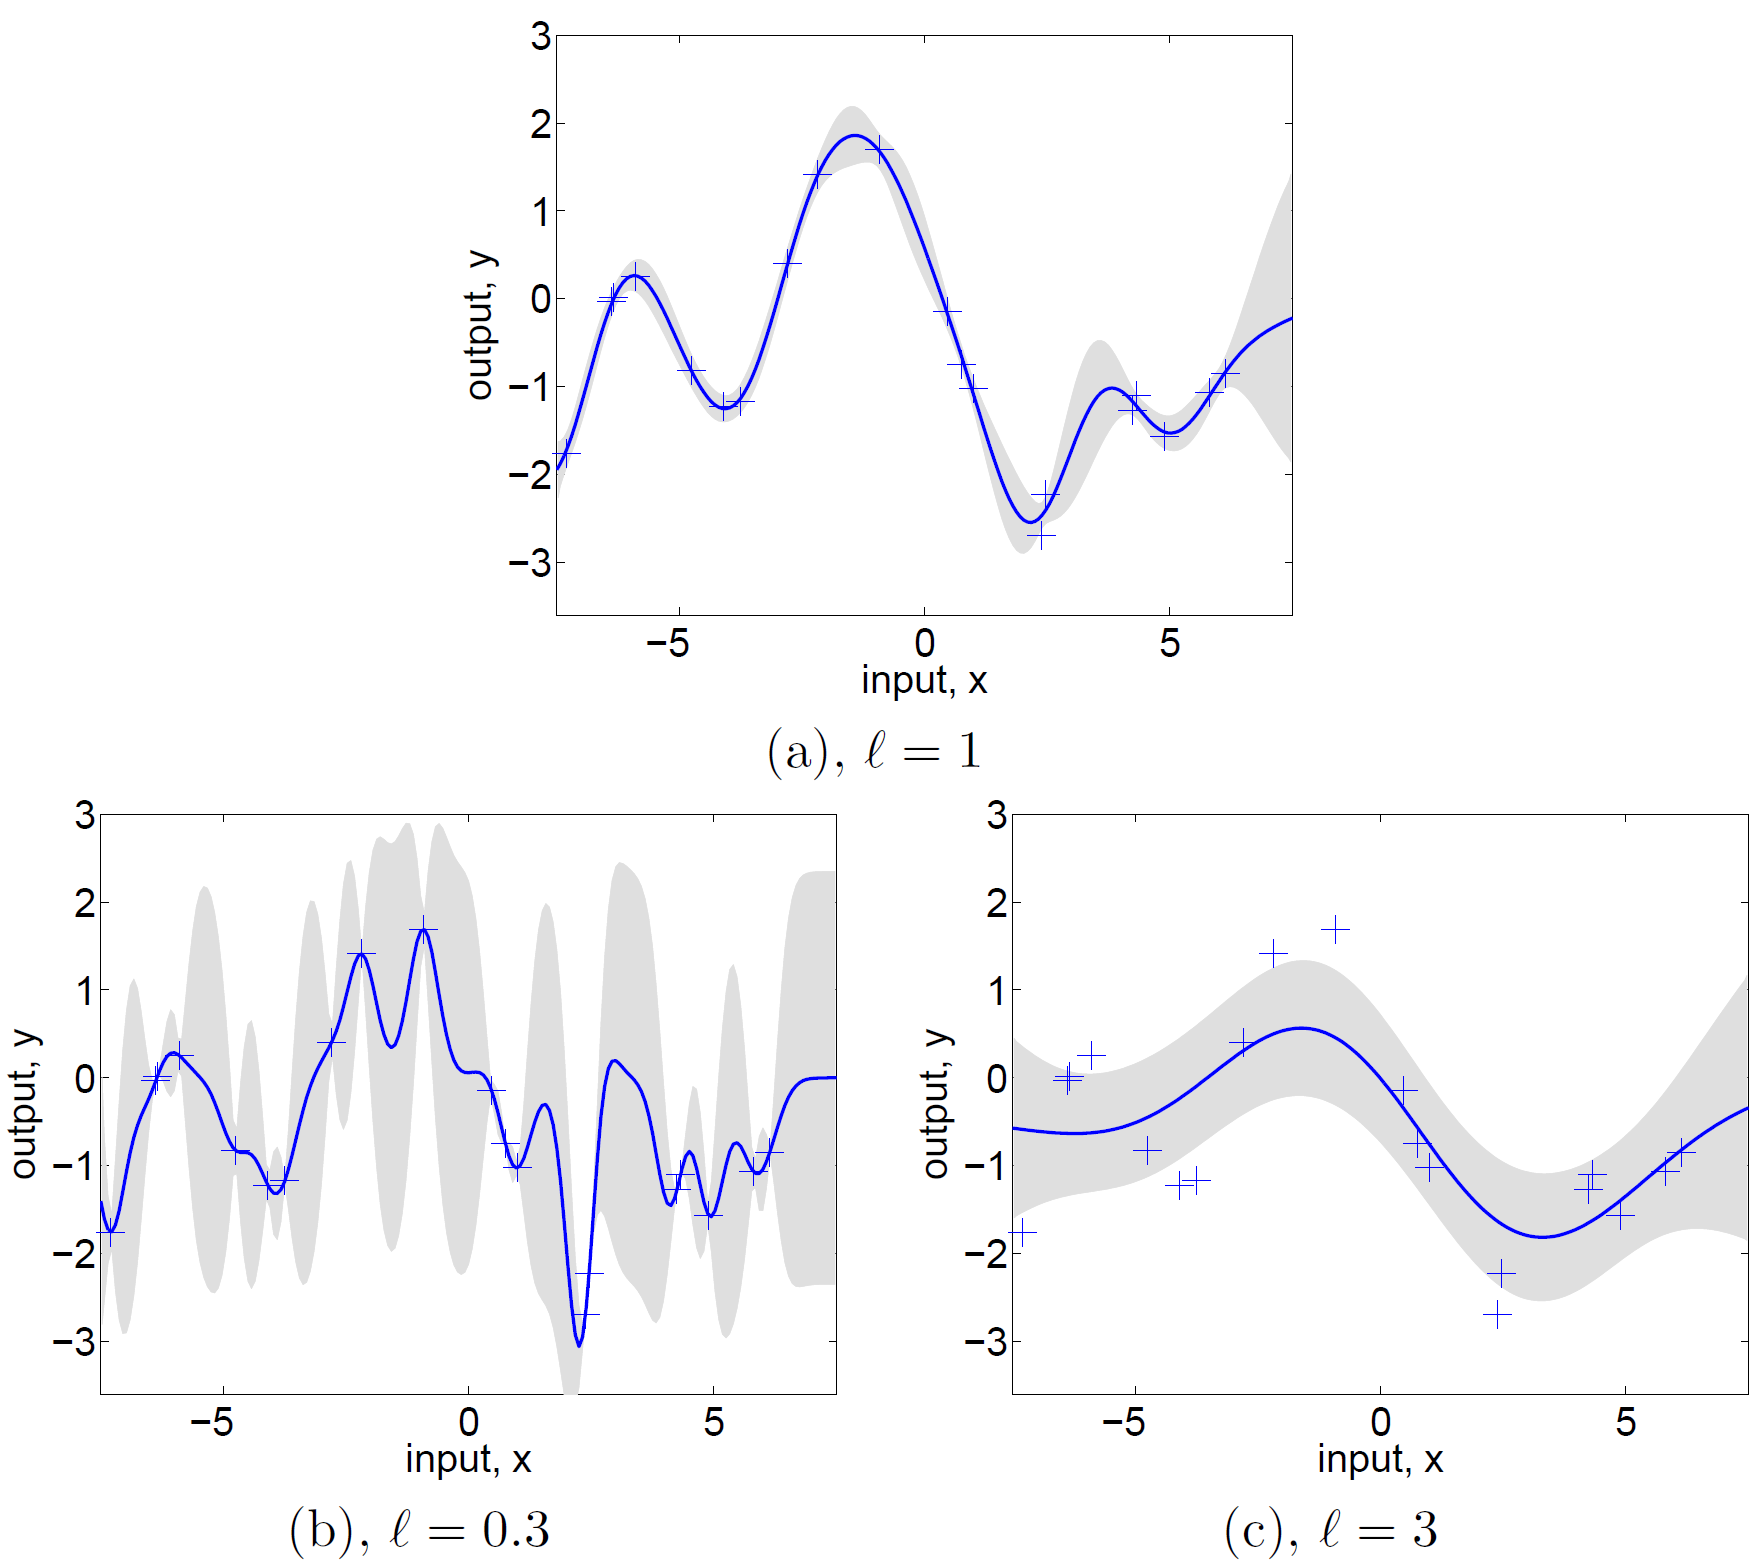 3
2
1
0
−1
−2
−3
output, y
−5 0 5
input, x
(a), ℓ = 1
3
2
1
0
−1
−2
−3
output, y
−5 0 5
input, x
(b), ℓ = 0.3
3
2
1
0
−1
−2
−3
output, y
−5 0 5
input, x
(c), ℓ = 3